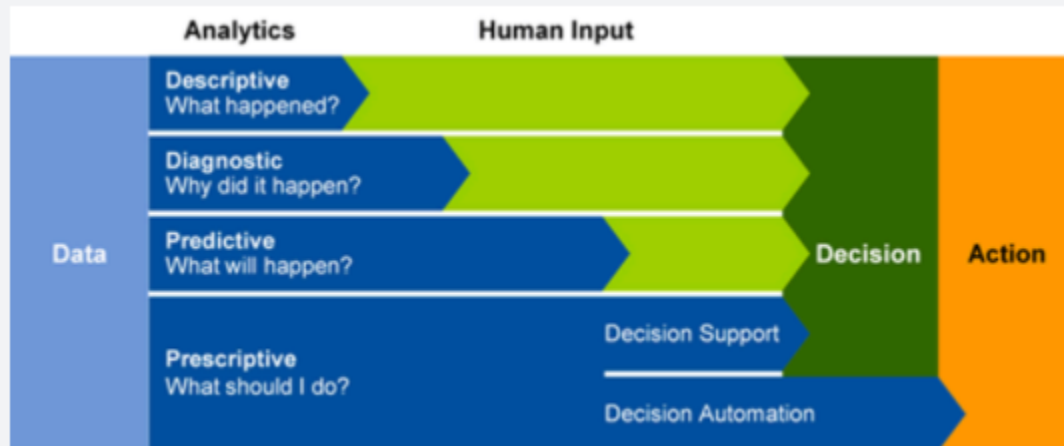 Analytics
Human Input
Descriptive
What happened?
Diagnostic
Why did it happen?
Predictive
What will happen?
Data
Decision
Action
Prescriptive
What should I do?
Decision Support
Decision Automation